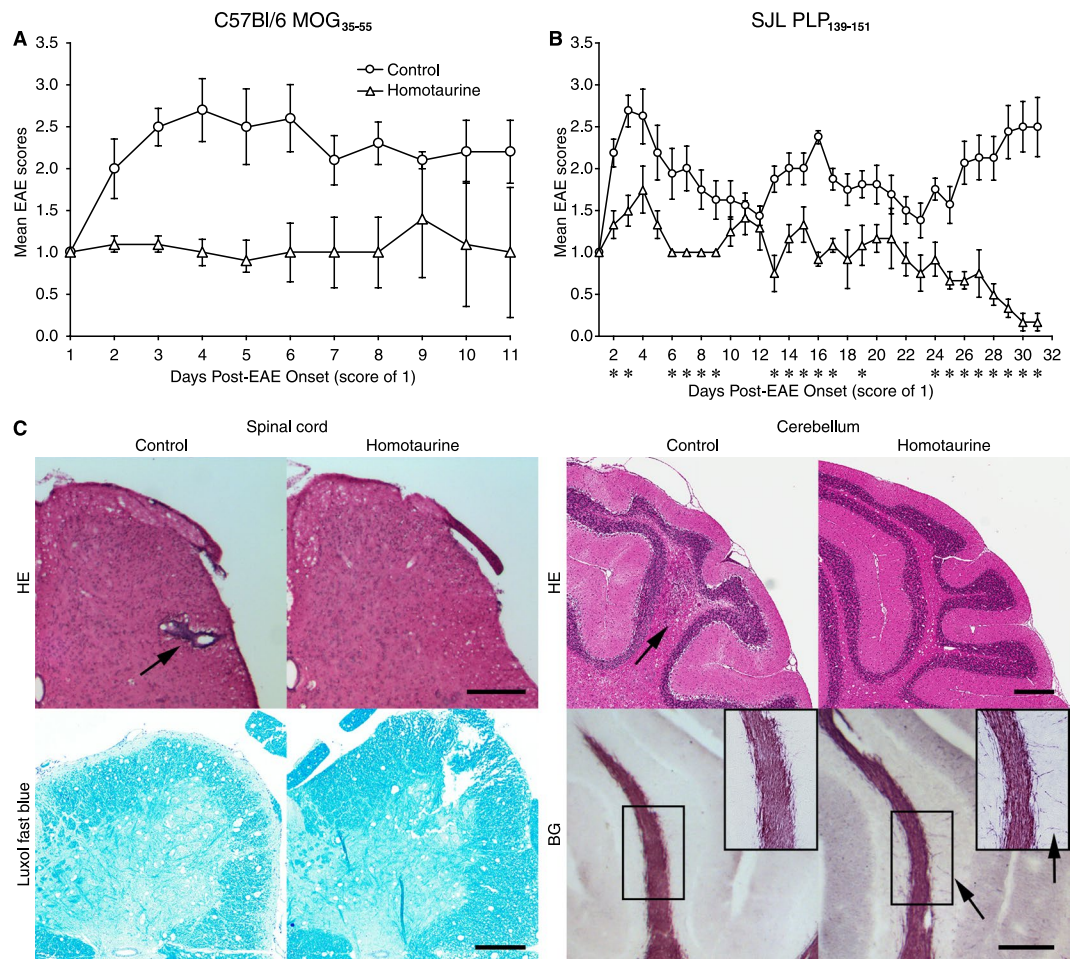 C57Bl/6 MOG35-55
A
Mean EAE scores
3.5
3.0
2.5
2.0
1.5
1.0
0.5
0.0
Control
Homotaurine
1 2 3 4 5 6 7 8 9 10 11
Days Post-EAE Onset (score of 1)
SJL PLP139-151
B
Mean EAE scores
3.5
3.0
2.5
2.0
1.5
1.0
0.5
0.0
2 4 6 8 10 12 14 16 18 20 22 24 26 28 30 32
* * * * * * * * * * * * * * * * * * * *
Days Post-EAE Onset (score of 1)
C
Spinal cord
Control Homotaurine
HE
Luxol fast blue
Cerebellum
Control Homotaurine
HE
BG